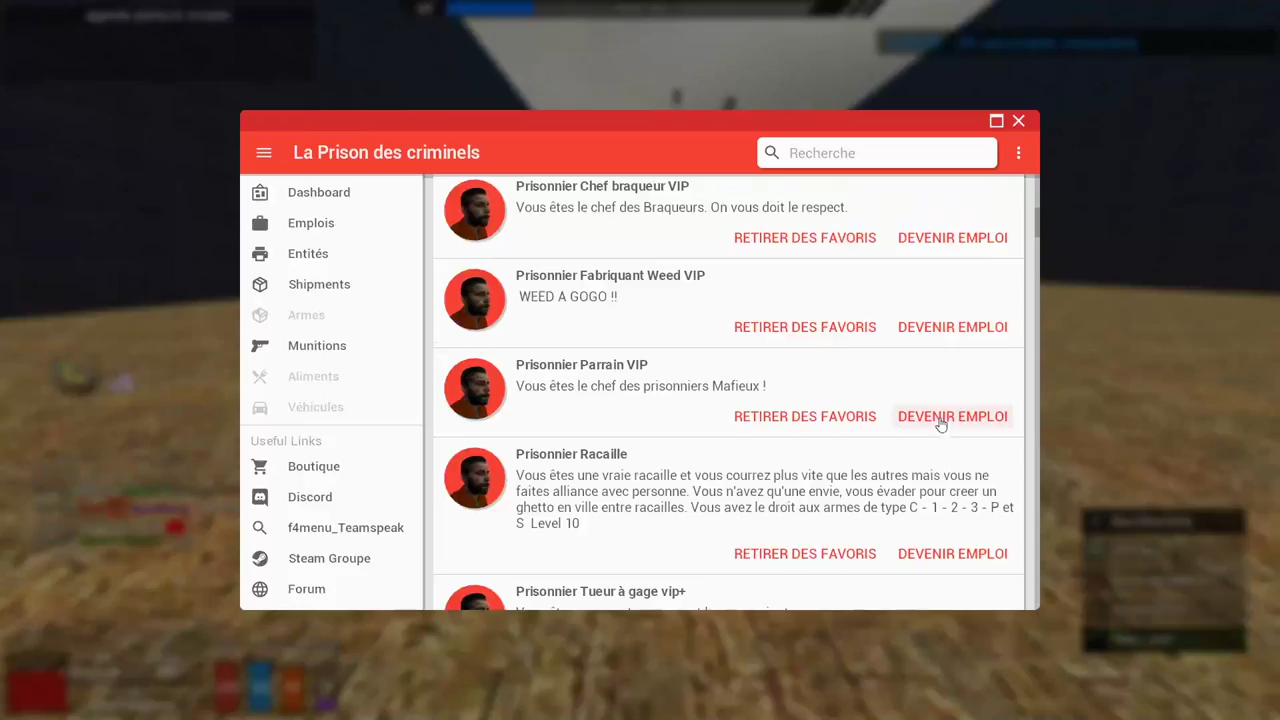 La Prison des criminels
Recherche
Dashboard
Emplois
Entités
Shipments
Armes
Munitions
Aliments
Véhicules
Useful Links
Boutique
Discord
f4menu_Teamspeak
Steam Groupe
Forum
Prisonnier Chef braqueur VIP
Vous êtes le chef des Braqueurs. On vous doit le respect.
RETIRER DES FAVORIS DEVENIR EMPLOI
Prisonnier Fabriquant Weed VIP
WEED A GOGO !!
RETIRER DES FAVORIS DEVENIR EMPLOI
Prisonnier Parrain VIP
Vous êtes le chef des prisonniers Mafieux !
RETIRER DES FAVORIS DEVENIR EMPLOI
Prisonnier Racaille
Vous êtes une vraie racaille et vous courrez plus vite que les autres mais vous ne
faites alliance avec personne. Vous n'avez qu'une envie, vous évader pour creer un
ghetto en ville entre racailles. Vous avez le droit aux armes de type C - 1 - 2 - 3 - P et
S Level 10
RETIRER DES FAVORIS DEVENIR EMPLOI
Prisonnier Tueur à gage vip+